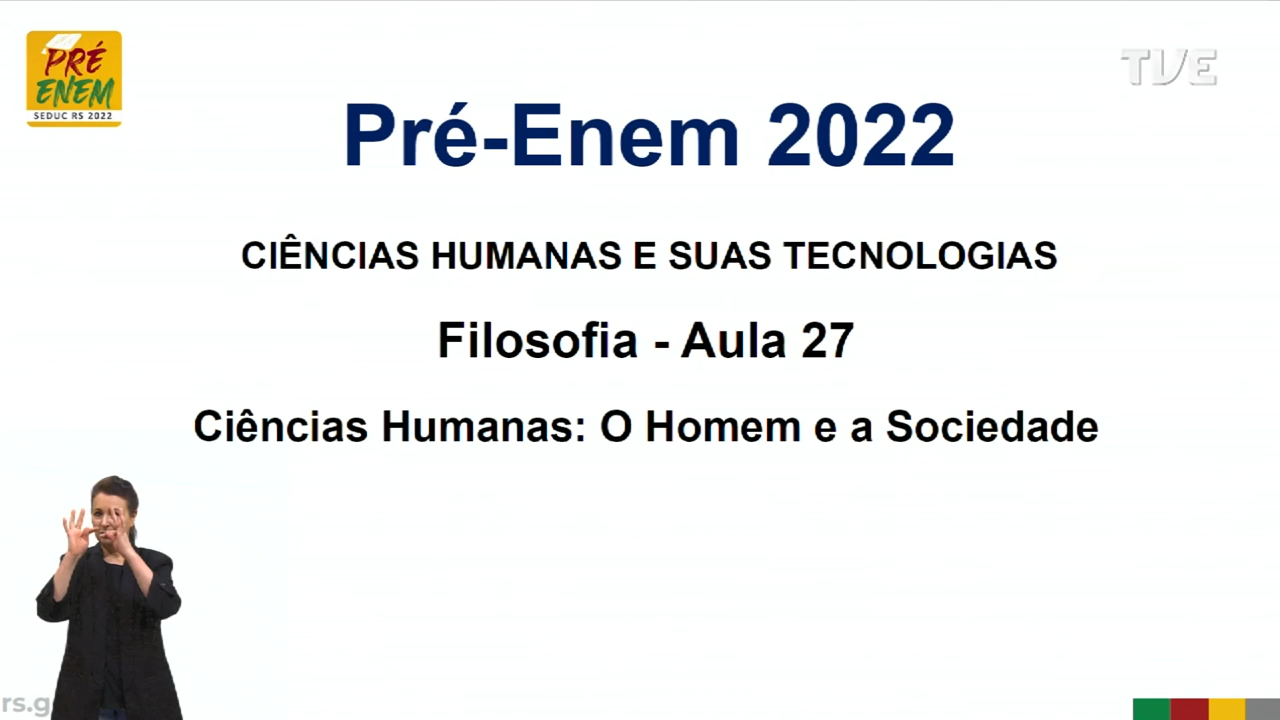 PRÉ
ENEM
SEDUC RS 2022
TVE
Pré-Enem 2022
CIÊNCIAS HUMANAS E SUAS TECNOLOGIAS
Filosofia - Aula 27
Ciências Humanas: O Homem e a Sociedade